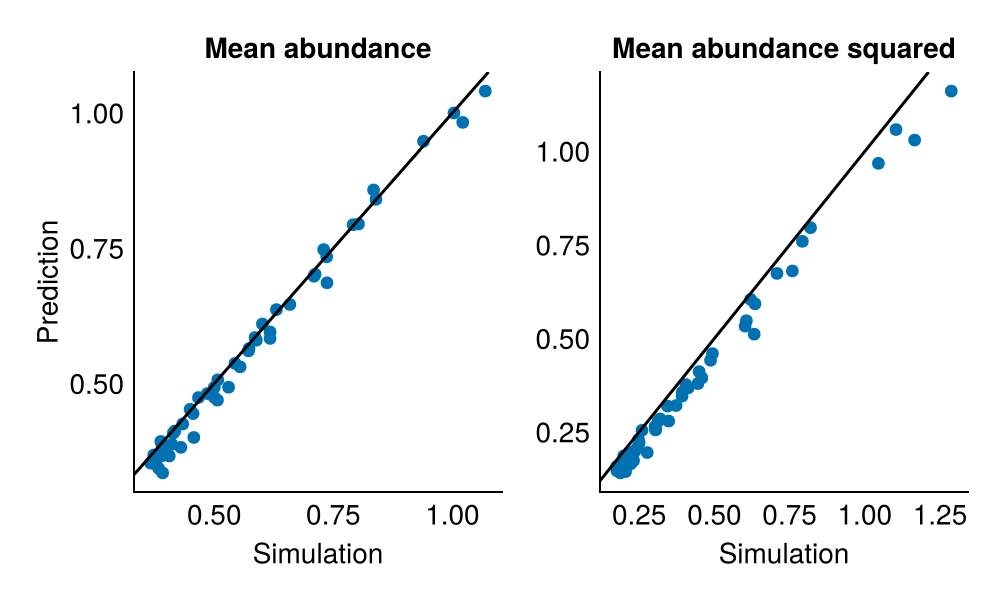 Mean abundance
Prediction
1.00
0.75
0.50
0.50 0.75 1.00
Simulation
Mean abundance squared
1.00
0.75
0.50
0.25
0.25 0.50 0.75 1.00 1.25
Simulation